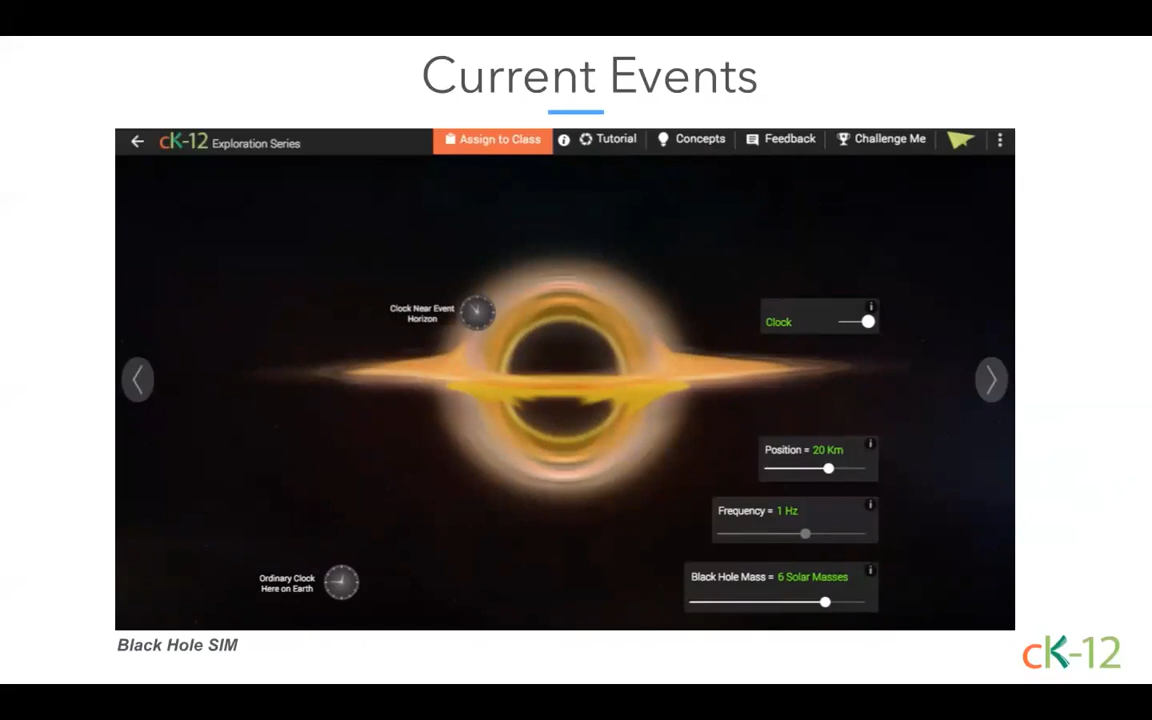 Current Events
cK-12 Exploration Series
Assign to Class
Tutorial
Concepts
Feedback
Challenge Me
Clock Near Event
Horizon
Clock
Position = 20 Km
Frequency = 1 Hz
Black Hole Mass = 6 Solar Masses
Ordinary Clock
Here on Earth
Black Hole SIM
cK-12